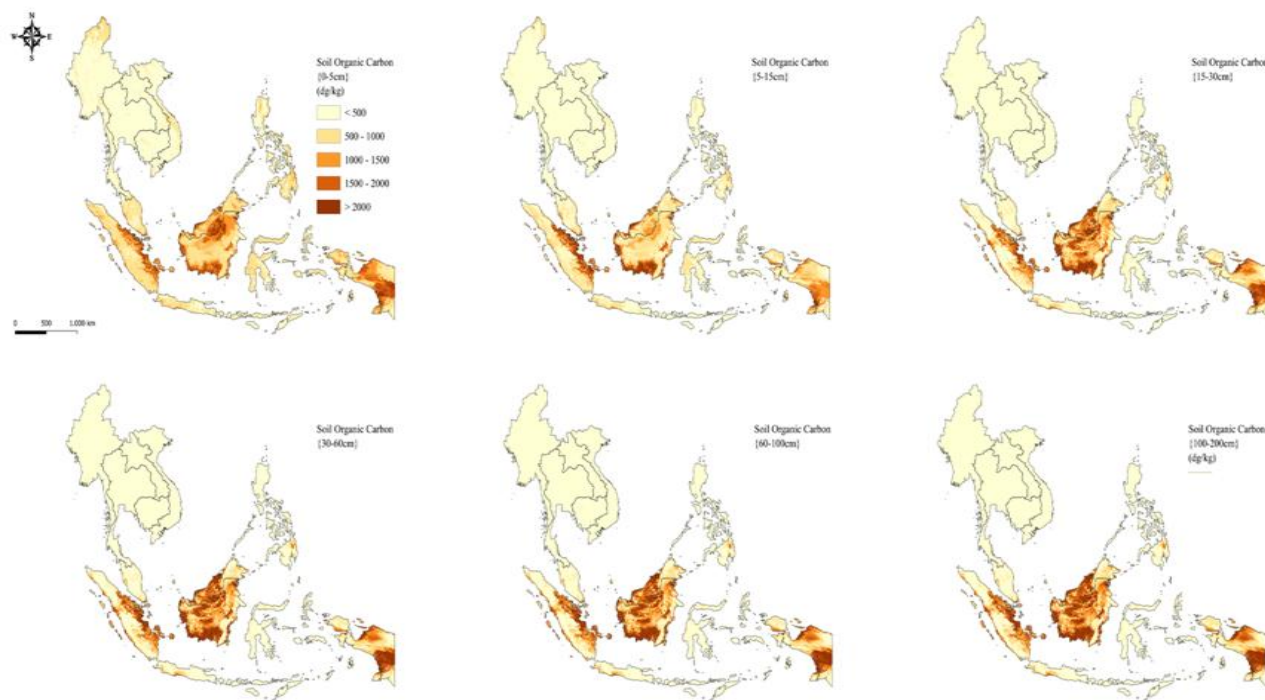 N
W E
S
Soil Organic Carbon
{0-5cm}
(dg/kg)
< 500
500 - 1000
1000 - 1500
1500 - 2000
> 2000
0 500 1.000 km
Soil Organic Carbon
{5-15cm}
Soil Organic Carbon
{15-30cm}
Soil Organic Carbon
{30-60cm}
Soil Organic Carbon
{60-100cm}
Soil Organic Carbon
{100-200cm}
(dg/kg)